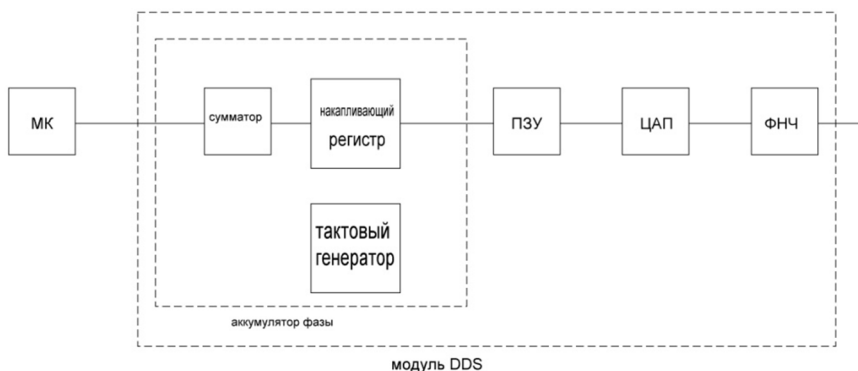 МК
сумматор
накапливающий
регистр
ПЗУ
ЦАП
ФНЧ
тактовый
генератор
аккумулятор фазы
модуль DDS